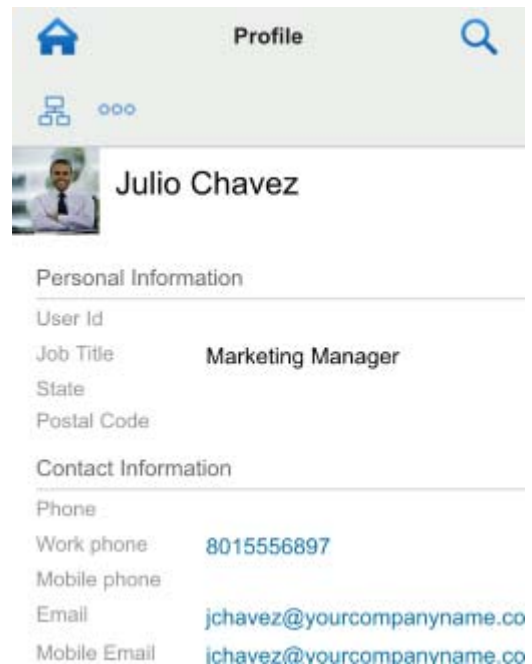 Profile
Julio Chavez
Personal Information
User Id
Job Title Marketing Manager
State
Postal Code
Contact Information
Phone
Work phone 8015556897
Mobile phone
Email jchavez@yourcompanyname.co
Mobile Email jchavez@yourcompanyname.co